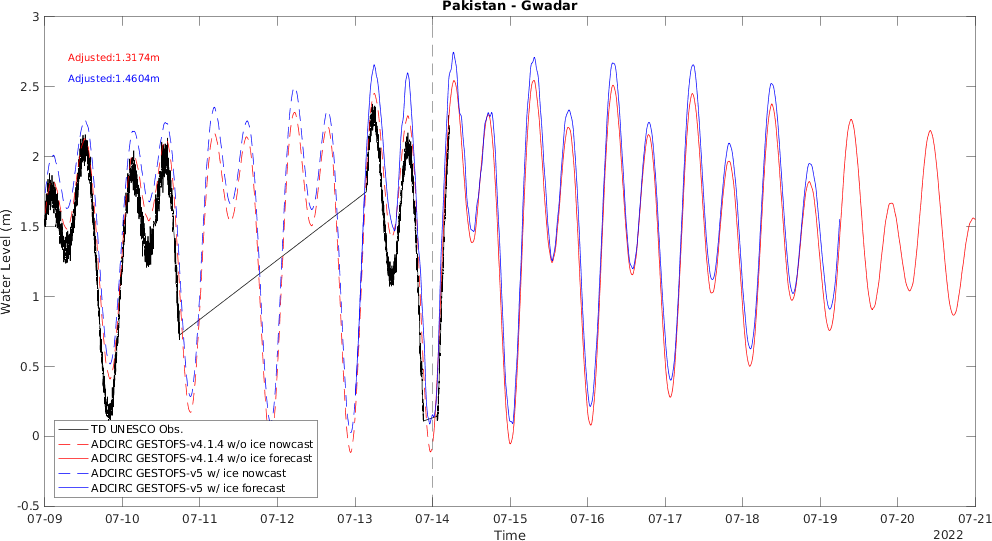 Pakistan - Gwadar
3
2.5
2
1.5
1
0.5
0
-0.5
Water Level (m)
Adjusted:1.3174m
Adjusted:1.4604m
TD UNESCO Obs.
ADCIRC GESTOFS-v4.1.4 w/o ice nowcast
ADCIRC GESTOFS-v4.1.4 w/o ice forecast
ADCIRC GESTOFS-v5 w/ ice nowcast
ADCIRC GESTOFS-v5 w/ ice forecast
07-09 07-10 07-11 07-12 07-13 07-14 07-15 07-16 07-17 07-18 07-19 07-20 07-21
Time
2022